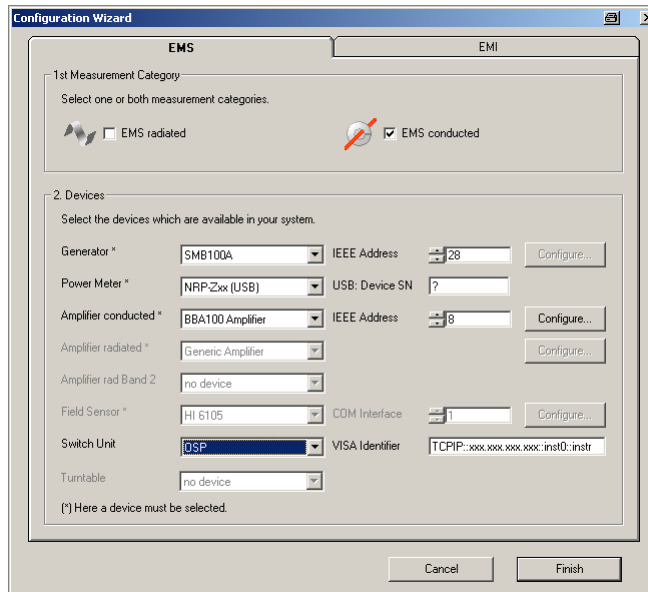 Configuration Wizard
EMS
EMI
1st Measurement Category
Select one or both measurement categories.
EMS radiated
EMS conducted
2. Devices
Select the devices which are available in your system.
Generator * SMB100A IEEE Address 28 Configure...
Power Meter * NRP-Zxx (USB) USB: Device SN ?
Amplifier conducted * BBA100 Amplifier IEEE Address 8 Configure...
Amplifier radiated * Generic Amplifier Configure...
Amplifier rad Band 2 no device
Field Sensor * HI 6105 COM Interface 1 Configure...
Switch Unit OSP VISA Identifier TCPIP::xxx.xxx.xxx.xxx::inst0::instr
Turntable no device
(*) Here a device must be selected.
Cancel Finish